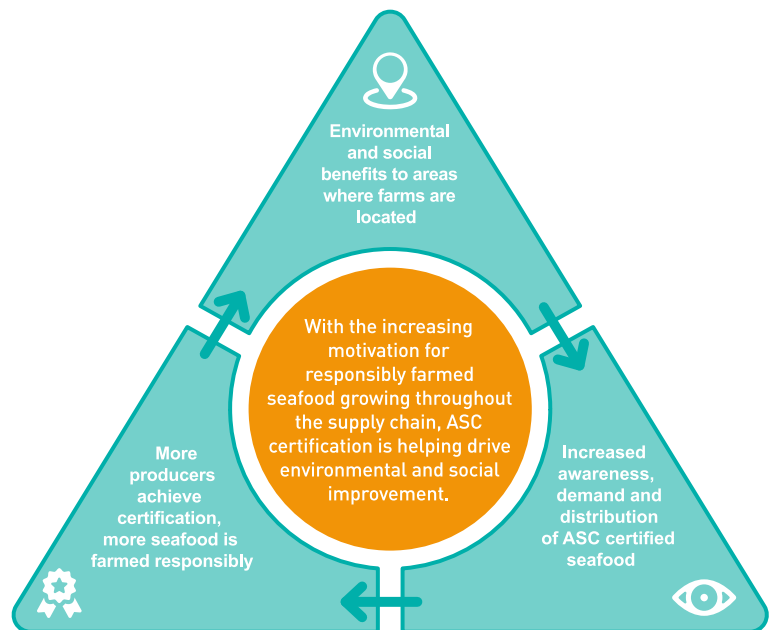 Environmental
and social
benefits to areas
where farms are
located
With the increasing
motivation for
responsibly farmed
seafood growing throughout
the supply chain, ASC
certification is helping drive
environmental and social
improvement.
More
producers
achieve
certification,
more seafood is
farmed responsibly
Increased
awareness,
demand and
distribution
of ASC certified
seafood